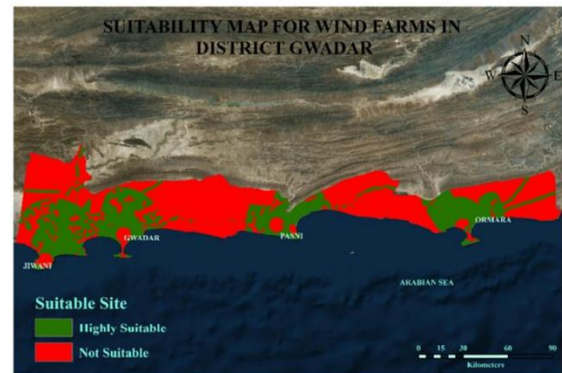 SUITABILITY MAP FOR WIND FARMS IN
DISTRICT GWADAR
N
W E
S
ORMARA
PASNI
GWADAR
JIWANI
ARABIAN SEA
Suitable Site
Highly Suitable
Not Suitable
0 15 30 60 90
Kilometers